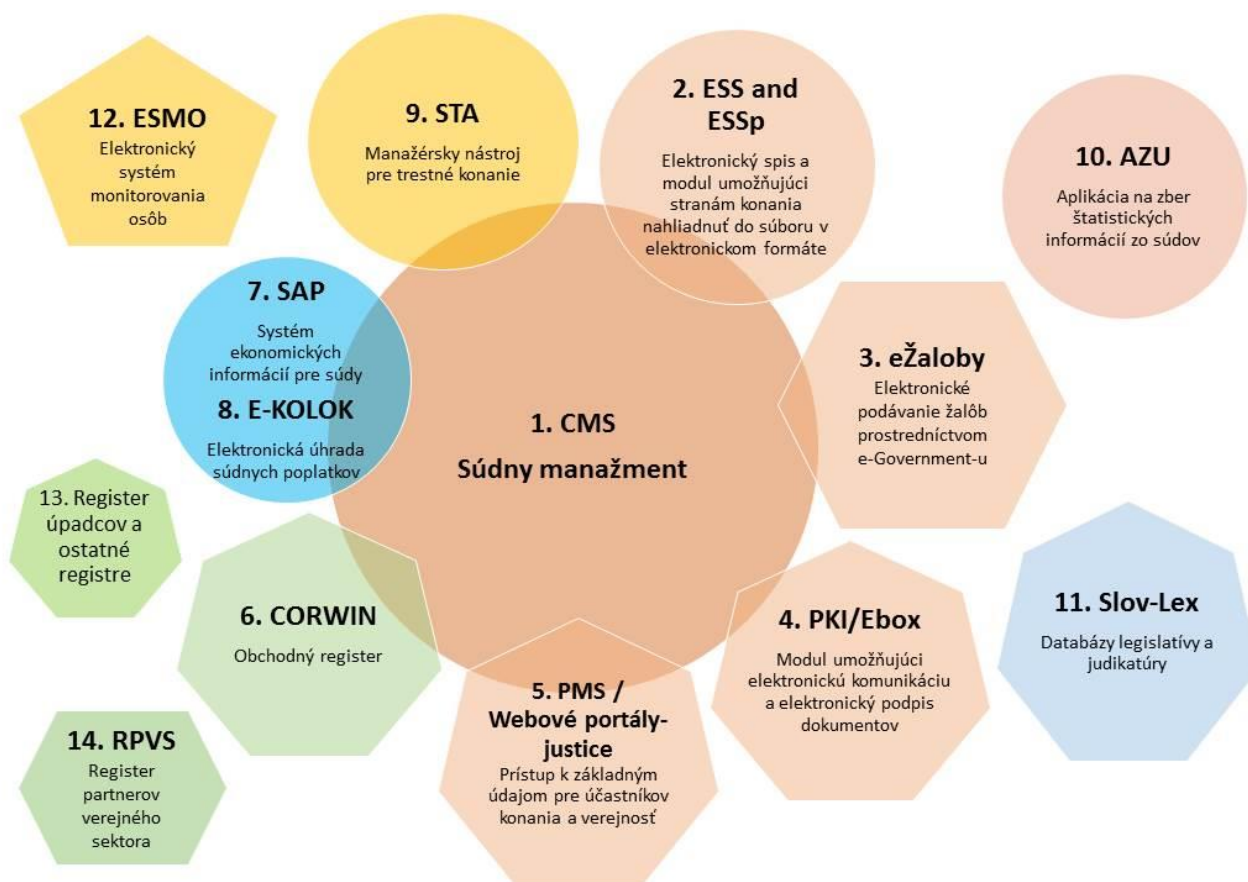 12. ESMO
Elektronický
systém
monitorovania
osôb
9. STA
Manažérsky nástroj
pre trestné konanie
2. ESS and
ESSp
Elektronický spis a
modul umožňujúci
stranám konania
nahliadnuť do súboru v
elektronickom formáte
10. AZU
Aplikácia na zber
štatistických
informácií zo súdov
7. SAP
Systém
ekonomických
informácií pre súdy
8. E-KOLOK
Elektronická úhrada
súdnych poplatkov
3. eŽaloby
Elektronické
podávanie žalôb
prostredníctvom
e-Government-u
1. CMS
Súdny manažment
13. Register
úpadcov a
ostatné
registre
6. CORWIN
Obchodný register
4. PKI/Ebox
Modul umožňujúci
elektronickú komunikáciu
a elektronický podpis
dokumentov
11. Slov-Lex
Databázy legislatívy a
judikatúry
5. PMS /
Webové portály-
justice
Prístup k základným
údajom pre účastníkov
konania a verejnosť
14. RPVS
Register
partnerov
verejného
sektora